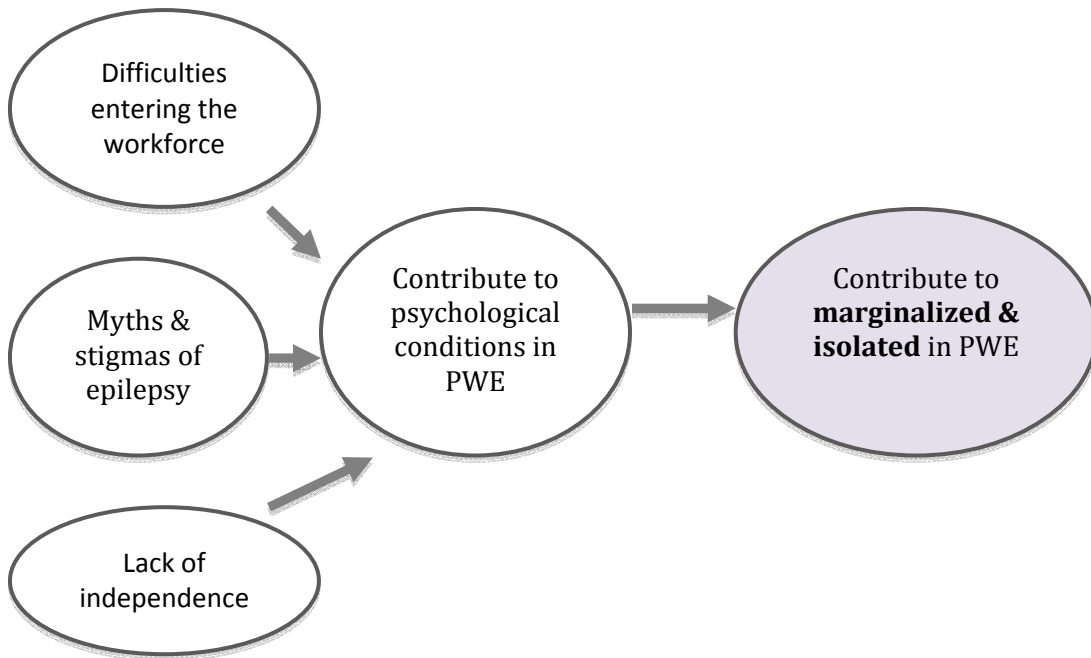 Difficulties
entering the
workforce
Myths &
stigmas of
epilepsy
Lack of
independence
Contribute to
psychological
conditions in
PWE
Contribute to
marginalized &
isolated in PWE